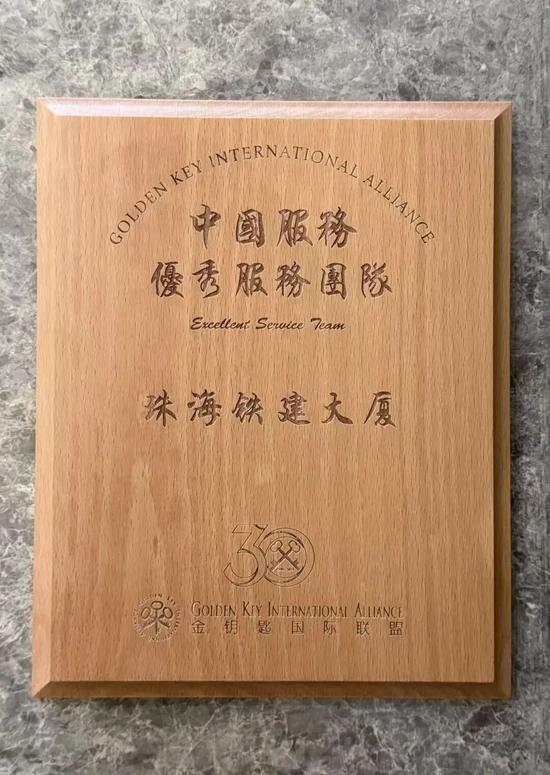 GOLDEN KEY INTERNATIONAL ALLIANCE
中國服務
優秀服務團隊
Excellent Service Team
珠海铁建大厦
30
GOLDEN KEY INTERNATIONAL ALLIANCE
金钥匙国际联盟